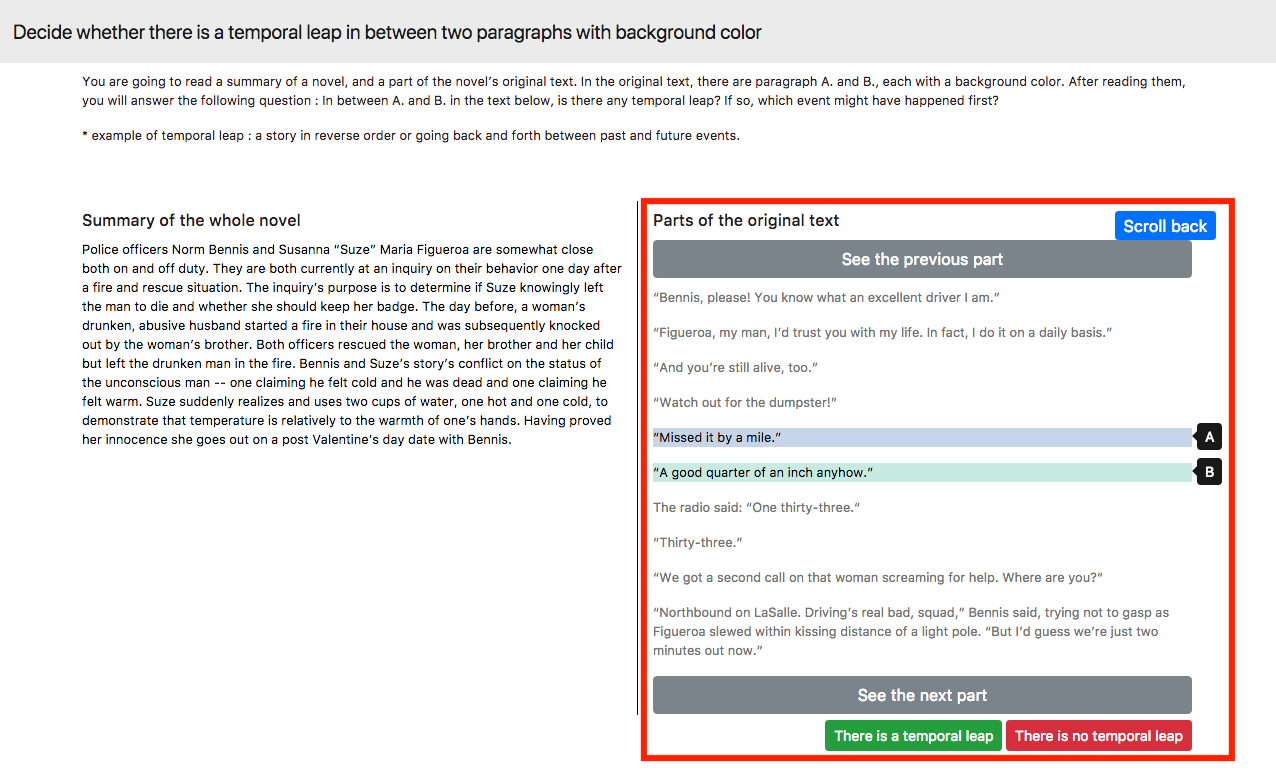 Decide whether there is a temporal leap in between two paragraphs with background color
You are going to read a summary of a novel, and a part of the novel's original text. In the original text, there are paragraph A. and B., each with a background color. After reading them,
you will answer the following question : In between A. and B. in the text below, is there any temporal leap? If so, which event might have happened first?
* example of temporal leap : a story in reverse order or going back and forth between past and future events.
Summary of the whole novel
Police officers Norm Bennis and Susanna “Suze” Maria Figueroa are somewhat close
both on and off duty. They are both currently at an inquiry on their behavior one day after
a fire and rescue situation. The inquiry's purpose is to determine if Suze knowingly left
the man to die and whether she should keep her badge. The day before, a woman's
drunken, abusive husband started a fire in their house and was subsequently knocked
out by the woman's brother. Both officers rescued the woman, her brother and her child
but left the drunken man in the fire. Bennis and Suze's story's conflict on the status of
the unconscious man -- one claiming he felt cold and he was dead and one claiming he
felt warm. Suze suddenly realizes and uses two cups of water, one hot and one cold, to
demonstrate that temperature is relatively to the warmth of one's hands. Having proved
her innocence she goes out on a post Valentine's day date with Bennis.
Parts of the original text
Scroll back
See the previous part
“Bennis, please! You know what an excellent driver I am.”
“Figueroa, my man, I'd trust you with my life. In fact, I do it on a daily basis.”
“And you're still alive, too.”
“Watch out for the dumpster!”
“Missed it by a mile.”
A
“A good quarter of an inch anyhow.”
B
The radio said: “One thirty-three.”
“Thirty-three.”
“We got a second call on that woman screaming for help. Where are you?”
“Northbound on LaSalle. Driving's real bad, squad,” Bennis said, trying not to gasp as
Figueroa slewed within kissing distance of a light pole. “But I'd guess we're just two
minutes out now.”
See the next part
There is a temporal leap
There is no temporal leap